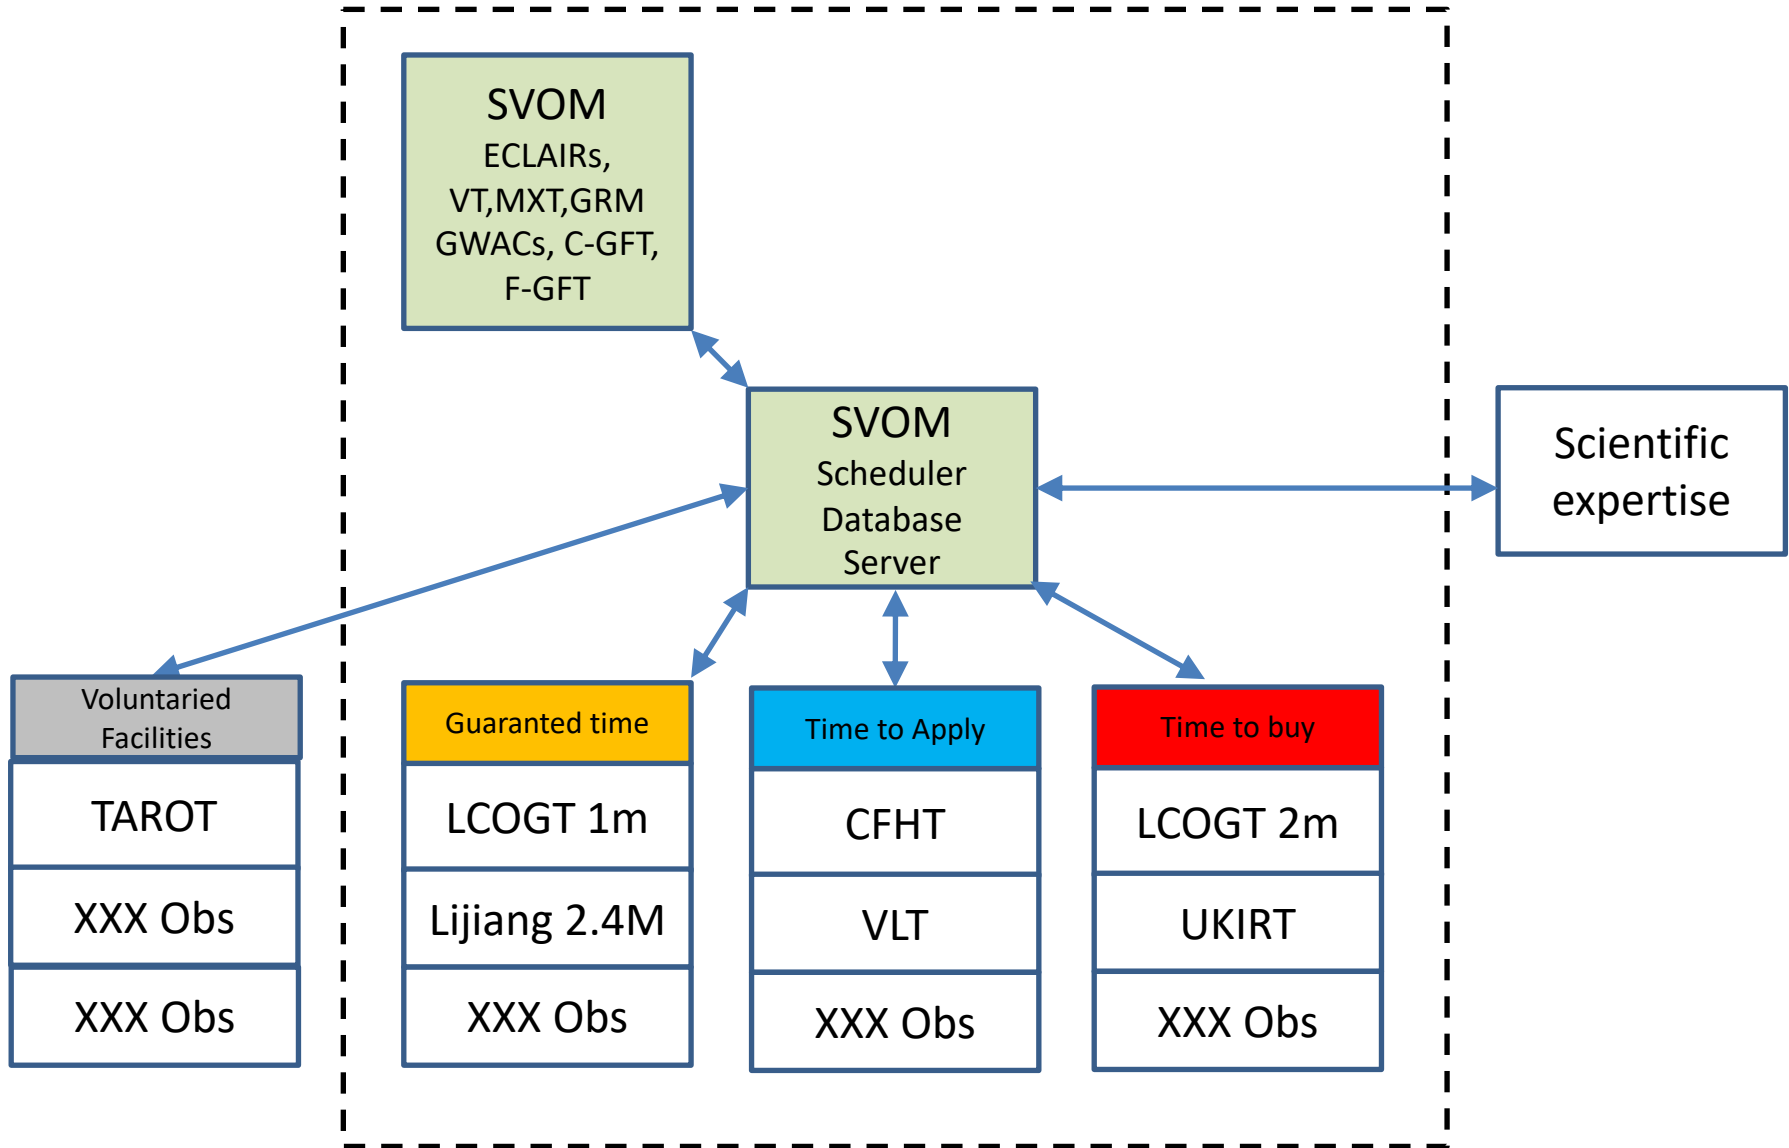 SVOM
ECLAIRs,
VT,MXT,GRM
GWACs, C-GFT,
F-GFT
SVOM
Scheduler
Database
Server
Scientific
expertise
Voluntaried
Facilities
TAROT
XXX Obs
XXX Obs
Guaranted time
LCOGT 1m
Lijiang 2.4M
XXX Obs
Time to Apply
CFHT
VLT
XXX Obs
Time to buy
LCOGT 2m
UKIRT
XXX Obs